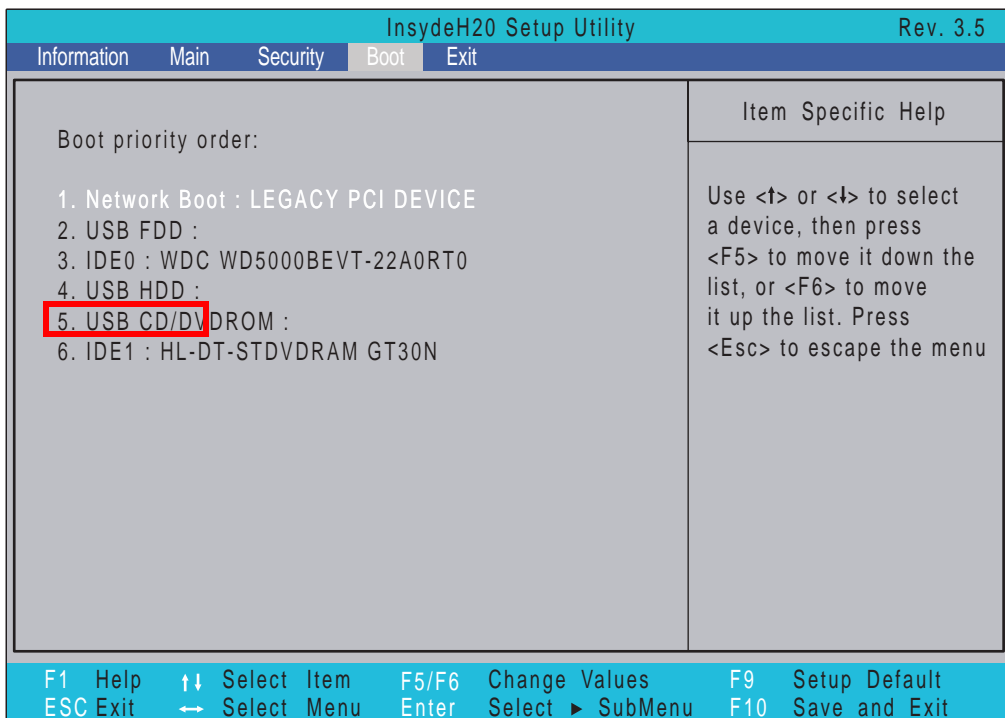 InsydeH20 Setup Utility Rev. 3.5
Information Main Security Boot Exit
Boot priority order:
1. Network Boot : LEGACY PCI DEVICE
2. USB FDD :
3. IDE0 : WDC WD5000BEVT-22A0RT0
4. USB HDD :
5. USB CD/DVDROM :
6. IDE1 : HL-DT-STDVDRAM GT30N
Item Specific Help
Use <↑> or <↓> to select
a device, then press
<F5> to move it down the
list, or <F6> to move
it up the list. Press
<Esc> to escape the menu
F1 Help ↑↓ Select Item F5/F6 Change Values F9 Setup Default
ESC Exit ↔ Select Menu Enter Select ► SubMenu F10 Save and Exit